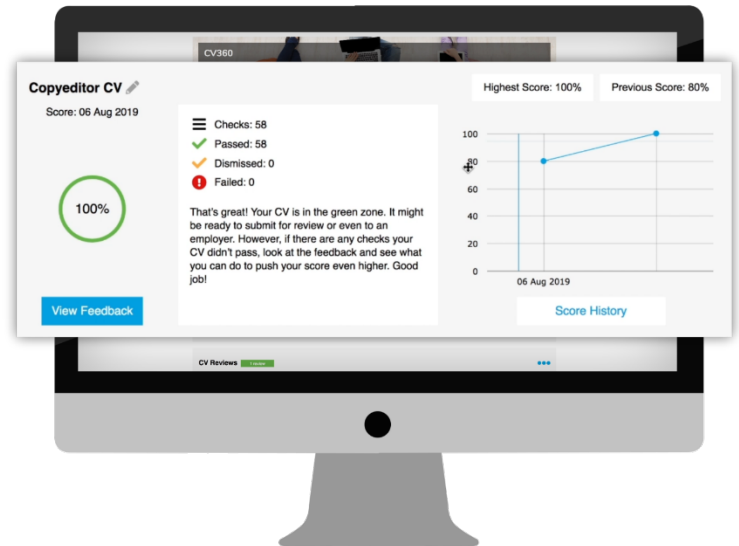 CV360
Copyeditor CV
Highest Score: 100%
Previous Score: 80%
Score: 06 Aug 2019
Checks: 58
Passed: 58
Dismissed: 0
Failed: 0
100%
That's great! Your CV is in the green zone. It might
be ready to submit for review or even to an
employer. However, if there are any checks your
CV didn't pass, look at the feedback and see what
you can do to push your score even higher. Good
job!
View Feedback
100
80
60
40
20
0
06 Aug 2019
Score History
CV Reviews